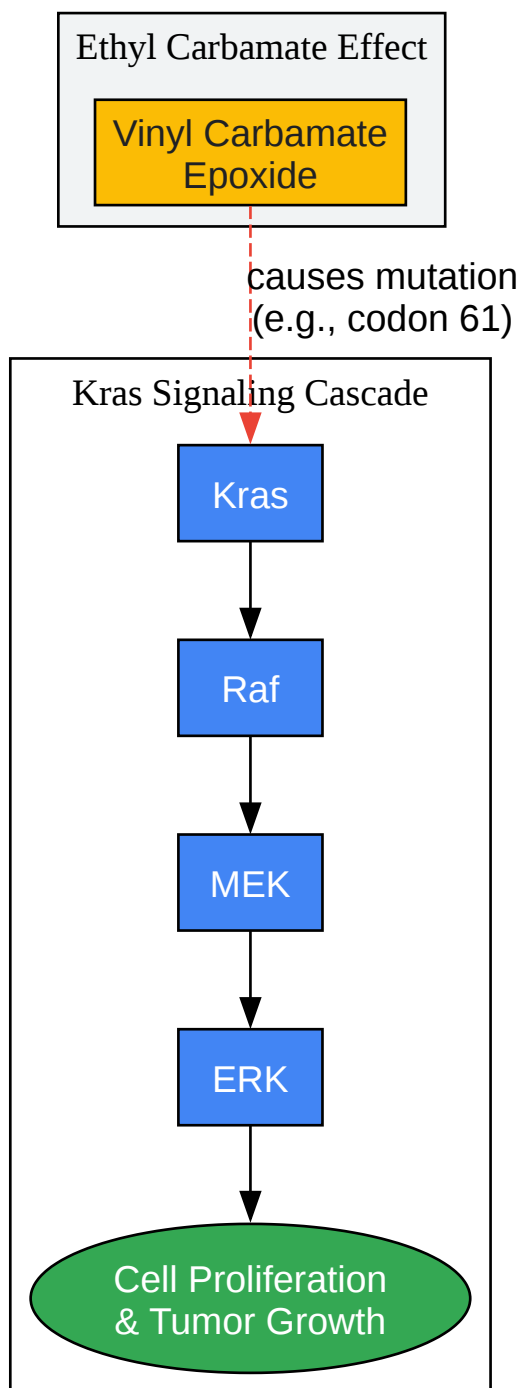 Ethyl Carbamate Effect
Vinyl Carbamate
Epoxide
causes mutation
(e.g., codon 61)
Kras Signaling Cascade
Kras
Raf
MEK
ERK
Cell Proliferation
& Tumor Growth